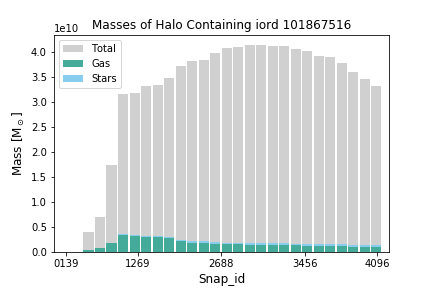 1e10
Masses of Halo Containing iord 101867516
Total
Gas
Stars
Mass [M⊙]
4.0
3.5
3.0
2.5
2.0
1.5
1.0
0.5
0.0
0139
1269
2688
3456
4096
Snap_id